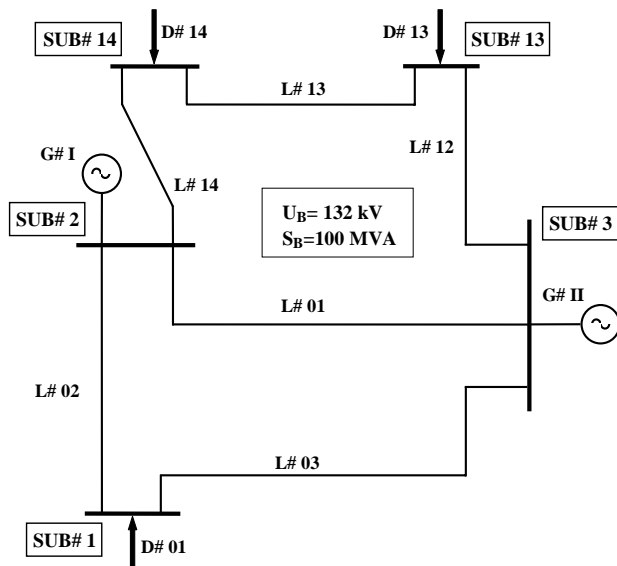 D# 14
D# 13
SUB# 14
SUB# 13
L# 13
L# 12
G# I
L# 14
U_B= 132 kV
S_B=100 MVA
SUB# 2
SUB# 3
G# II
L# 01
L# 02
L# 03
SUB# 1
D# 01